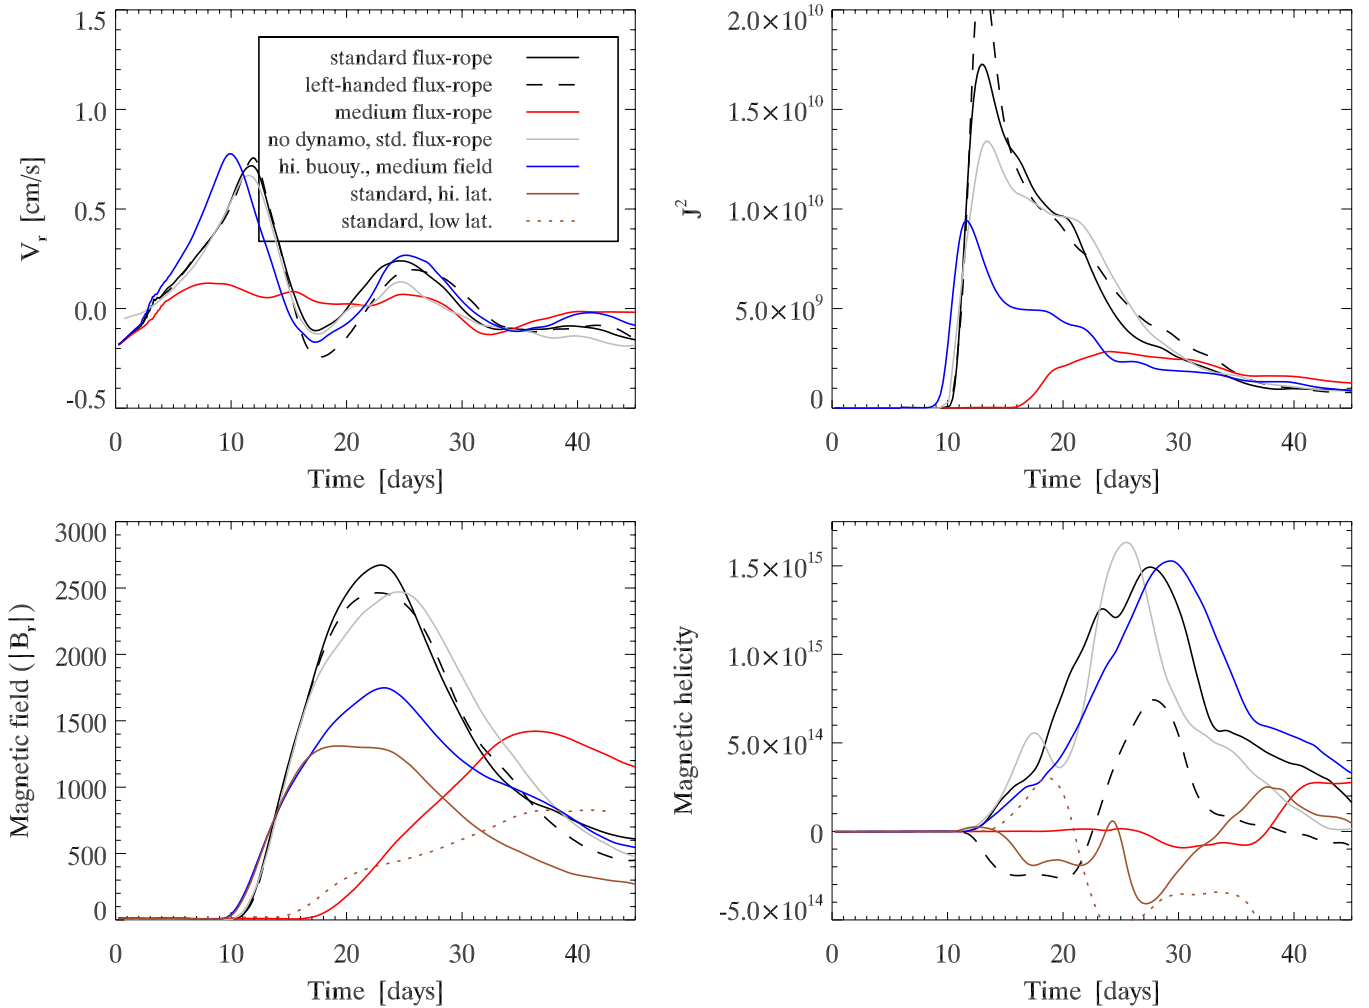 1.5
1.0
0.5
0.0
-0.5
V_r [cm/s]
standard flux-rope
left-handed flux-rope
medium flux-rope
no dynamo, std. flux-rope
hi. buouy., medium field
standard, hi. lat.
standard, low lat.
0 10 20 30 40
Time [days]
2.0×10^10
1.5×10^10
1.0×10^10
5.0×10^9
0
J^2
0 10 20 30 40
Time [days]
3000
2500
2000
1500
1000
500
0
Magnetic field (|B_r|)
0 10 20 30 40
Time [days]
1.5×10^15
1.0×10^15
5.0×10^14
0
-5.0×10^14
Magnetic helicity
0 10 20 30 40
Time [days]